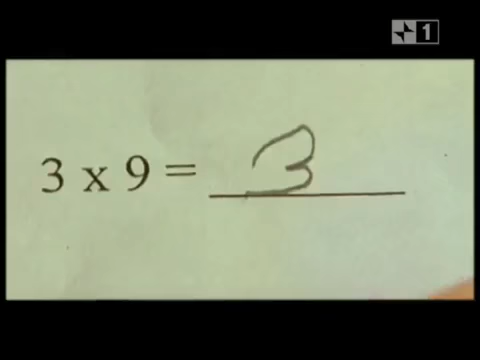 1
3 x 9 = 3